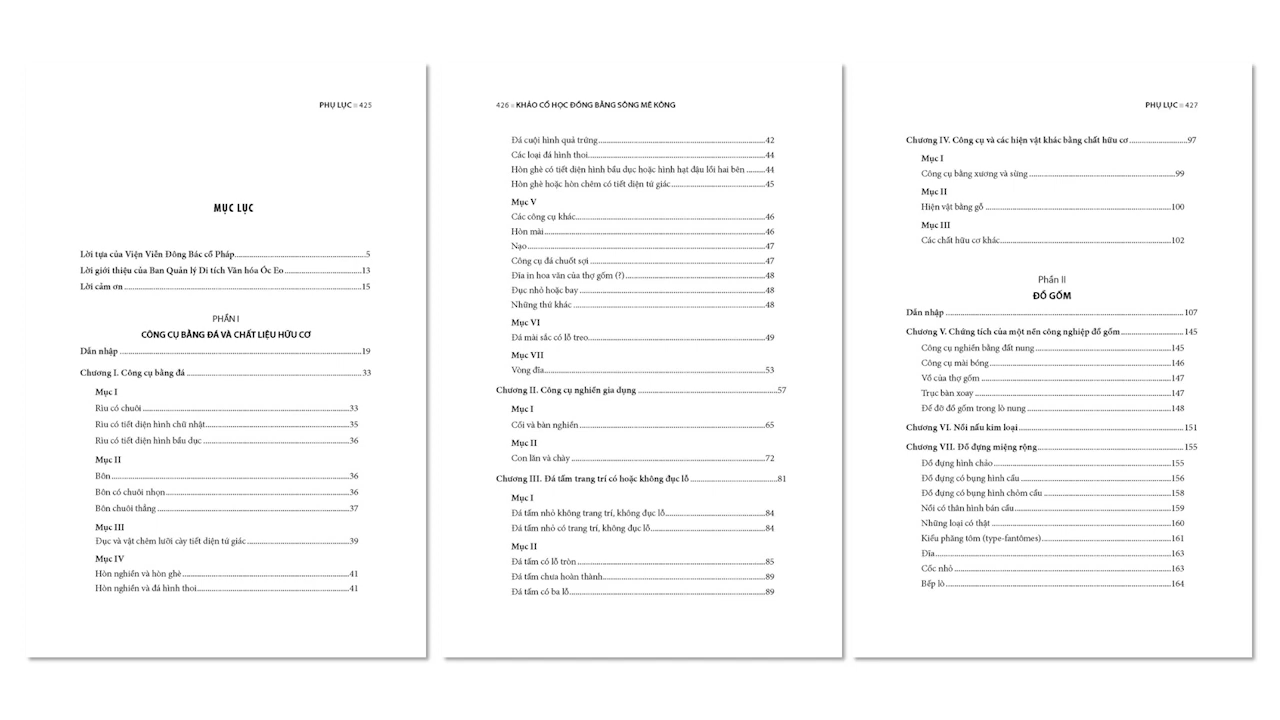 PHỤ LỤC 425
MỤC LỤC
Lời tựa của Viện Viễn Đông Bác cổ Pháp 5
Lời giới thiệu của Ban Quản lý Di tích Văn hóa Óc Eo 13
Lời cảm ơn 15
PHẦN I
CÔNG CỤ BẰNG ĐÁ VÀ CHẤT LIỆU HỮU CƠ
Dẫn nhập 19
Chương I. Công cụ bằng đá 33
Mục I
Rìu có chuôi 33
Rìu có tiết diện hình chữ nhật 35
Rìu có tiết diện hình bầu dục 36
Mục II
Bôn 36
Bôn có chuôi nhọn 36
Bôn chuôi thẳng 37
Mục III
Đục và vật chêm lưỡi cày tiết diện tứ giác 39
Mục IV
Hòn nghiền và hòn ghè 41
Hòn nghiền và đá hình thoi 41
426 KHẢO CỔ HỌC ĐỒNG BẰNG SÔNG MÊ KÔNG
Đá cuội hình quả trứng 42
Các loại đá hình thoi 44
Hòn ghè có tiết diện hình bầu dục hoặc hình hạt đậu lồi hai bên 44
Hòn ghè hoặc hòn chêm có tiết diện tứ giác 45
Mục V
Các công cụ khác 46
Hòn mài 46
Nạo 47
Công cụ đá chuốt sợi 47
Đĩa in hoa văn của thợ gốm (?) 48
Đục nhỏ hoặc bay 48
Những thứ khác 48
Mục VI
Đá mài sắc có lỗ treo 49
Mục VII
Vòng đĩa 53
Chương II. Công cụ nghiền gia dụng 57
Mục I
Cối và bàn nghiền 65
Mục II
Con lăn và chày 72
Chương III. Đá tấm trang trí có hoặc không đục lỗ 81
Mục I
Đá tấm nhỏ không trang trí, không đục lỗ 84
Đá tấm nhỏ có trang trí, không đục lỗ 84
Mục II
Đá tấm có lỗ tròn 85
Đá tấm chưa hoàn thành 89
Đá tấm có ba lỗ 89
PHỤ LỤC 427
Chương IV. Công cụ và các hiện vật khác bằng chất hữu cơ 97
Mục I
Công cụ bằng xương và sừng 99
Mục II
Hiện vật bằng gỗ 100
Mục III
Các chất hữu cơ khác 102
Phần II
ĐỒ GỐM
Dẫn nhập 107
Chương V. Chứng tích của một nền công nghiệp đồ gốm 145
Công cụ nghiền bằng đất nung 145
Công cụ mài bóng 146
Vồ của thợ gốm 147
Trục bàn xoay 147
Đế đỡ đồ gốm trong lò nung 148
Chương VI. Nồi nấu kim loại 151
Chương VII. Đồ đựng miệng rộng 155
Đồ đựng hình chảo 155
Đồ đựng có bụng hình cầu 156
Đồ đựng có bụng hình chỏm cầu 158
Nồi có thân hình bán cầu 159
Những loại có thật 160
Kiểu phăng tôm (type-fantômes) 161
Đĩa 163
Cốc nhỏ 163
Bếp lò 164